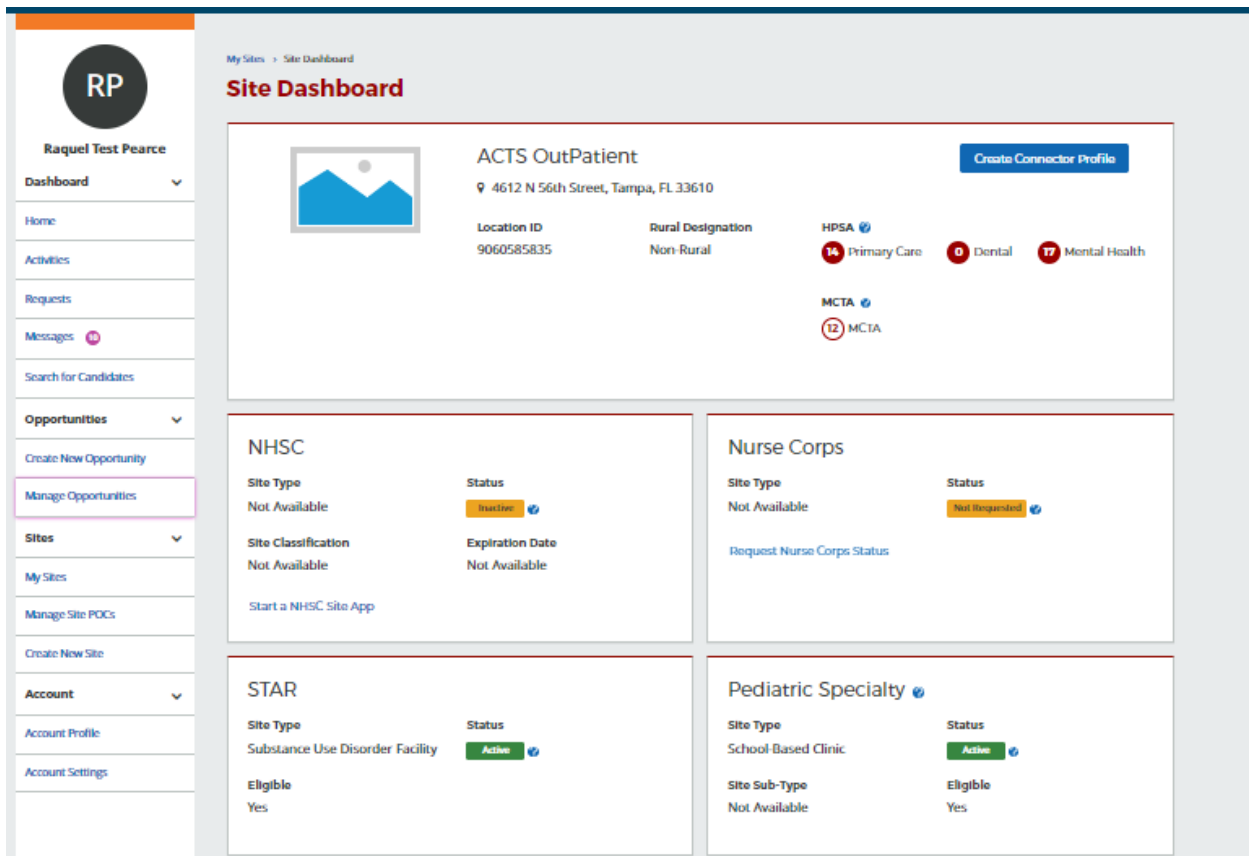 RP
Raquel Test Pearce
Dashboard
Home
Activities
Requests
Messages 10
Search for Candidates
Opportunities
Create New Opportunity
Manage Opportunities
Sites
My Sites
Manage Site POCs
Create New Site
Account
Account Profile
Account Settings
My Sites > Site Dashboard
Site Dashboard
ACTS OutPatient
Create Connector Profile
4612 N 56th Street, Tampa, FL 33610
Location ID Rural Designation HPSA ?
9060585835 Non-Rural 14 Primary Care 0 Dental 17 Mental Health
MCTA ?
12 MCTA
NHSC
Site Type Status
Not Available Inactive ?
Site Classification Expiration Date
Not Available Not Available
Start a NHSC Site App
Nurse Corps
Site Type Status
Not Available Not Requested ?
Request Nurse Corps Status
STAR
Site Type Status
Substance Use Disorder Facility Active ?
Eligible
Yes
Pediatric Specialty ?
Site Type Status
School-Based Clinic Active ?
Site Sub-Type Eligible
Not Available Yes